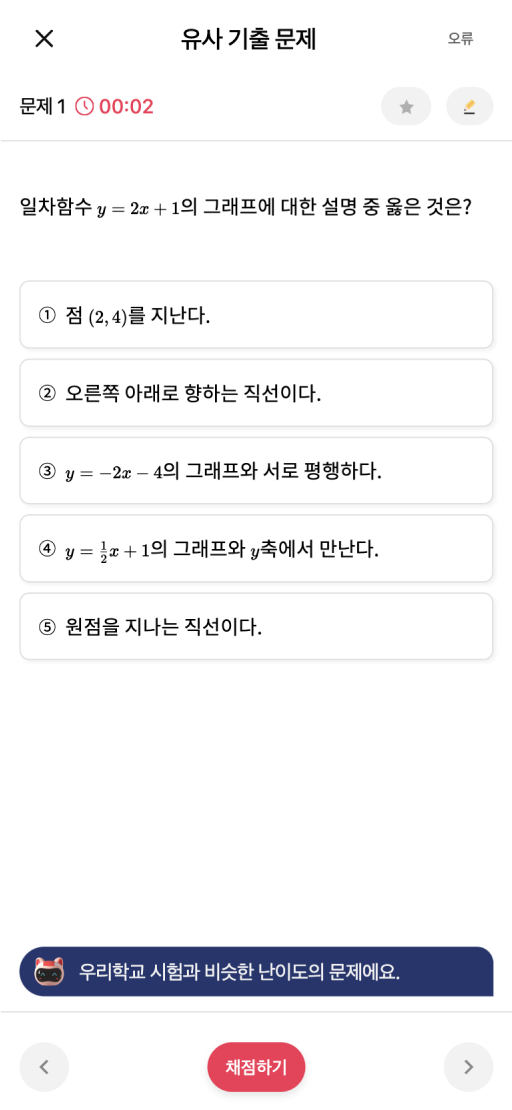 유사 기출 문제
오류
문제 1 00:02
일차함수 y = 2x + 1의 그래프에 대한 설명 중 옳은 것은?
① 점 (2, 4)를 지난다.
② 오른쪽 아래로 향하는 직선이다.
③ y = −2x − 4의 그래프와 서로 평행하다.
④ y = \frac{1}{2}x + 1의 그래프와 y축에서 만난다.
⑤ 원점을 지나는 직선이다.
우리학교 시험과 비슷한 난이도의 문제에요.
채점하기